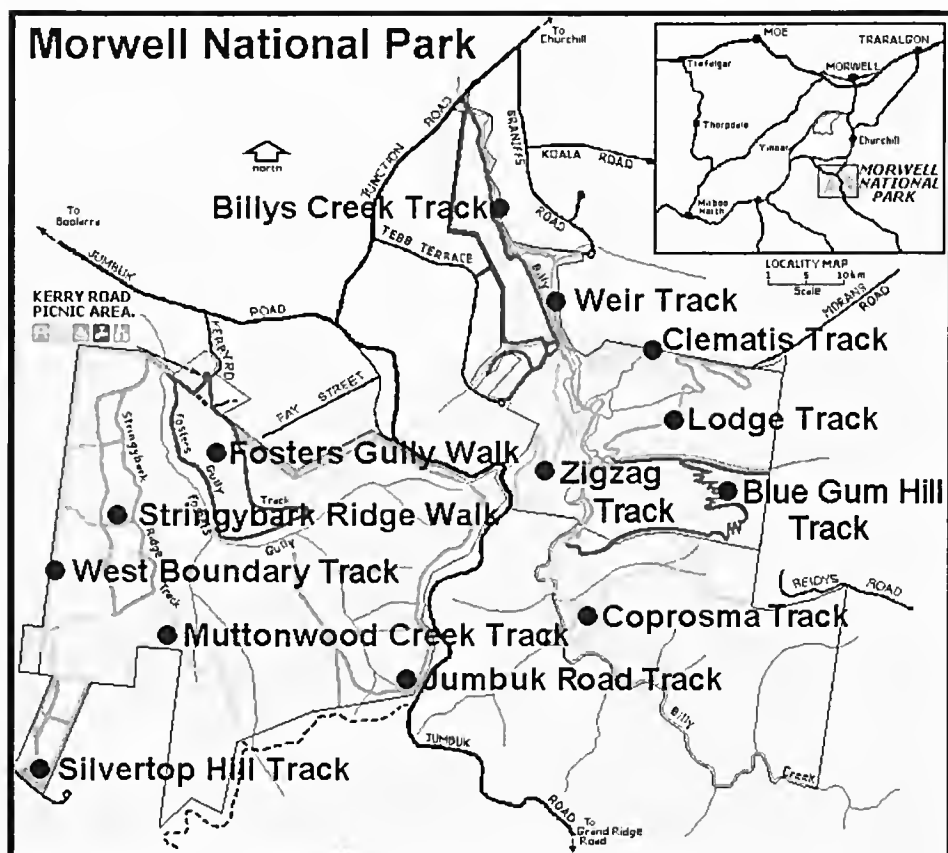 Morwell National Park
To
Churchill
MOE
TRARALGON
MORWELL
Trafalgar
Thorpdale
Yinnar
Churchill
MORWELL
NATIONAL
PARK
Mirboo
North
LOCALITY MAP
1 5 10km
Scale
north
JUNCTION ROAD
BRANIFFS
ROAD
KOALA ROAD
Billys Creek Track
TEBB TERRACE
To
Boolarra
JUMBUK
ROAD
KERRY ROAD
PICNIC AREA.
KERRY RD
FAY STREET
Billy
Weir Track
MORANS
ROAD
Clematis Track
Lodge Track
Stringybark
Ridge
Track
Fosters
Gully
Track
Fosters Gully Walk
Zigzag
Track
Blue Gum Hill
Track
Fosters
Gully
Stringybark Ridge Walk
West Boundary Track
REIDYS ROAD
Coprosma Track
Muttonwood Creek Track
Jumbuk Road Track
Billy
Creek
JUMBUK
ROAD
Silvertop Hill Track
To
Grand Ridge
Road